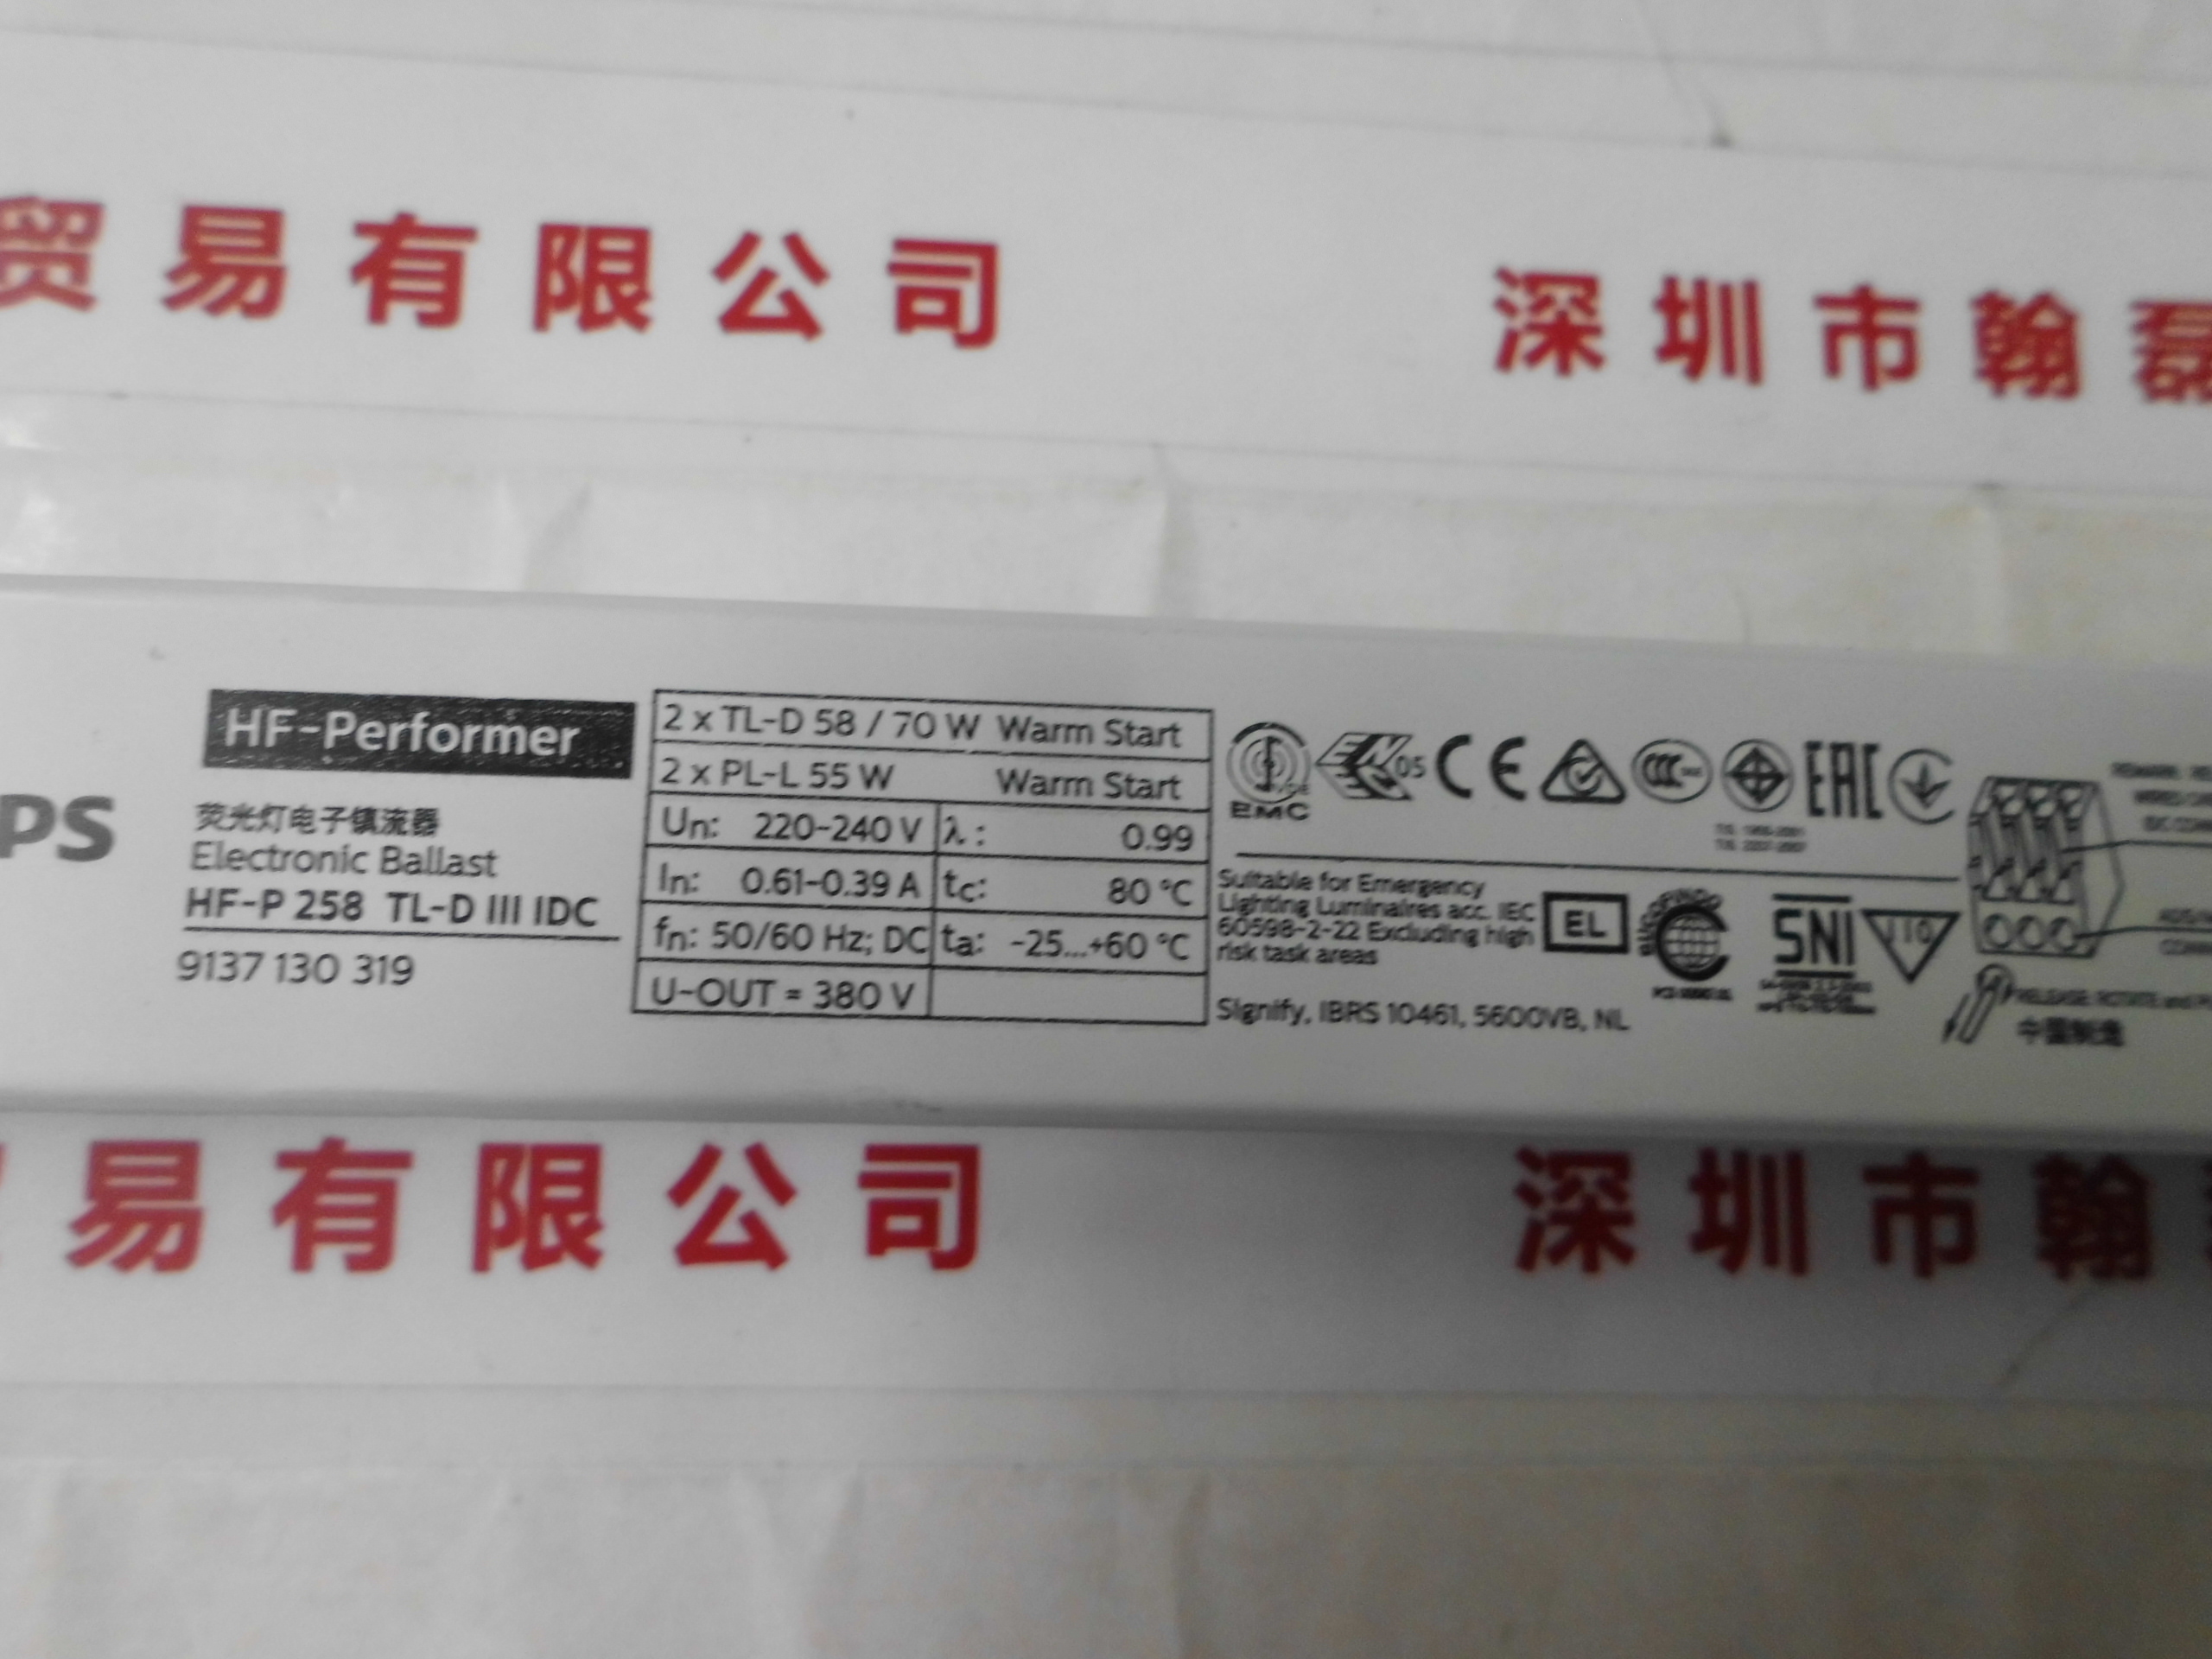 贸易有限公司
深圳市翰磊
PS
HF-Performer
荧光灯电子镇流器
Electronic Ballast
HF-P 258 TL-D III IDC
9137 130 319
2 x TL-D 58 / 70 W Warm Start
2 x PL-L 55 W Warm Start
Un: 220-240 V λ: 0.99
In: 0.61-0.39 A tc: 80 °C
fn: 50/60 Hz; DC ta: -25...+60 °C
U-OUT = 380 V
EMC
05
CE
EAC
Suitable for Emergency
Lighting Luminaires acc. IEC
60598-2-22 Excluding high
risk task areas
EL
SNI
Signify, IBRS 10461, 5600VB, NL
RELEASE: ROTATE and
中国制造
易有限公司
深圳市翰